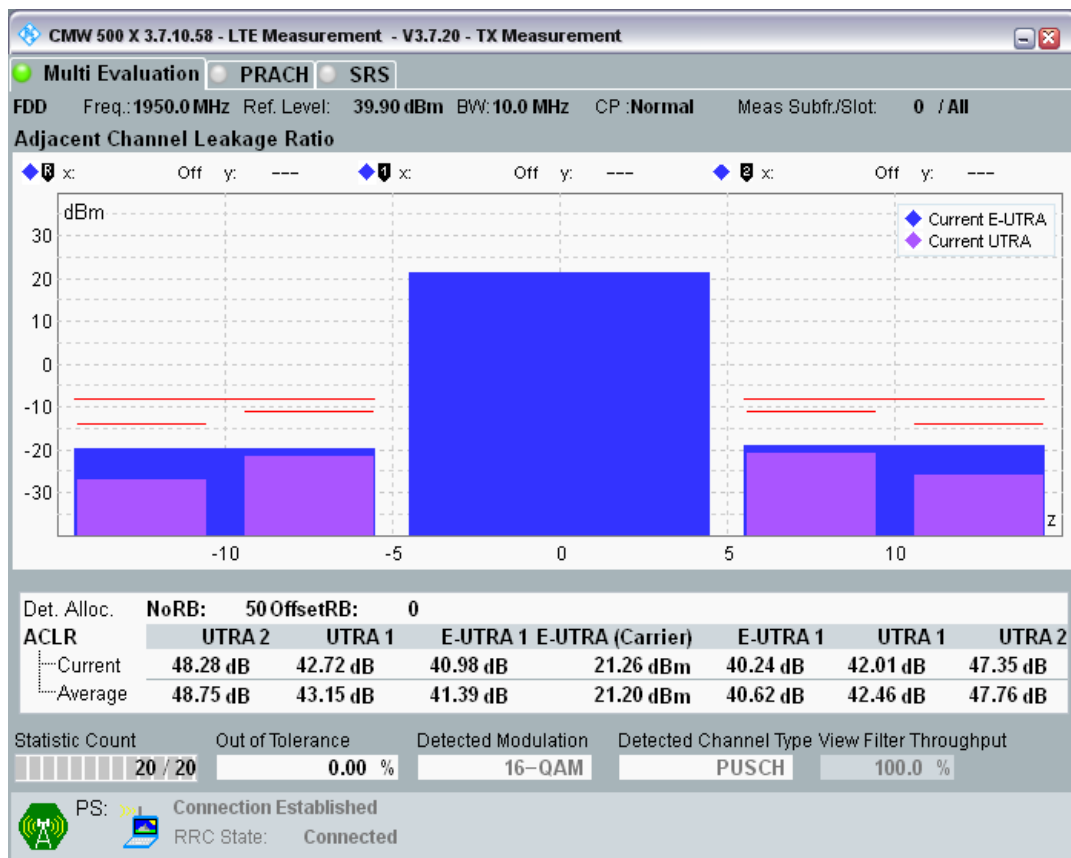 CMW 500 X 3.7.10.58 - LTE Measurement - V3.7.20 - TX Measurement
Multi Evaluation PRACH SRS
FDD Freq.: 1950.0 MHz Ref. Level: 39.90 dBm BW: 10.0 MHz CP :Normal Meas Subfr./Slot: 0 / All
Adjacent Channel Leakage Ratio
R x: Off y: --- 1 x: Off y: --- 2 x: Off y: ---
dBm
Current E-UTRA
Current UTRA
30
20
10
0
-10
-20
-30
z
-10 -5 0 5 10
Det. Alloc. NoRB: 50 OffsetRB: 0
ACLR UTRA 2 UTRA 1 E-UTRA 1 E-UTRA (Carrier) E-UTRA 1 UTRA 1 UTRA 2
Current 48.28 dB 42.72 dB 40.98 dB 21.26 dBm 40.24 dB 42.01 dB 47.35 dB
Average 48.75 dB 43.15 dB 41.39 dB 21.20 dBm 40.62 dB 42.46 dB 47.76 dB
Statistic Count Out of Tolerance Detected Modulation Detected Channel Type View Filter Throughput
20 / 20 0.00 % 16-QAM PUSCH 100.0 %
PS: Connection Established
RRC State: Connected